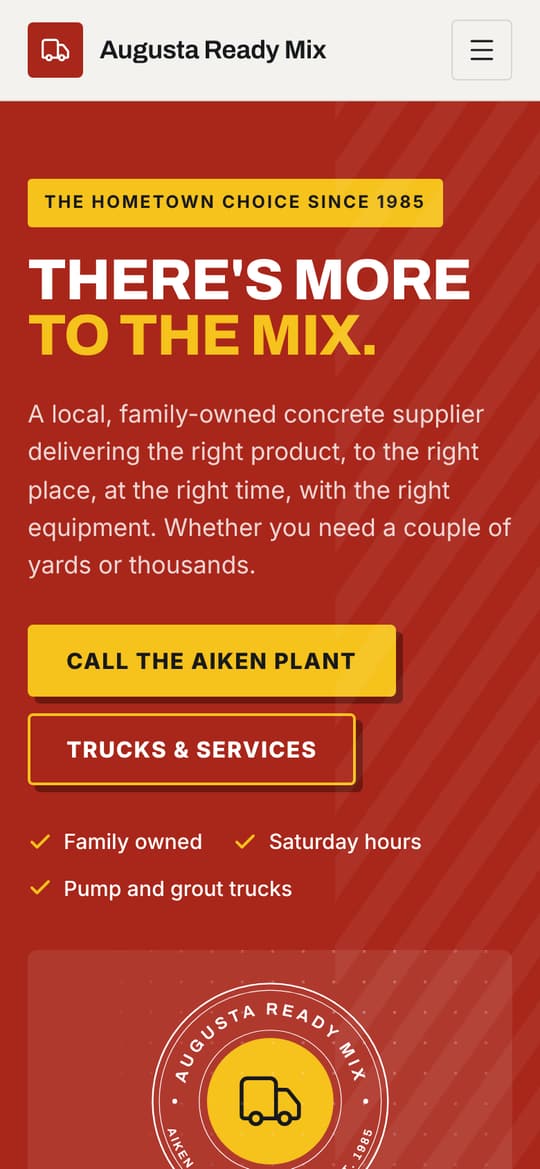 Augusta Ready Mix
THE HOMETOWN CHOICE SINCE 1985
THERE'S MORE
TO THE MIX.
A local, family-owned concrete supplier
delivering the right product, to the right
place, at the right time, with the right
equipment. Whether you need a couple of
yards or thousands.
CALL THE AIKEN PLANT
TRUCKS & SERVICES
Family owned
Saturday hours
Pump and grout trucks
• AUGUSTA READY MIX •
AIKEN
1985